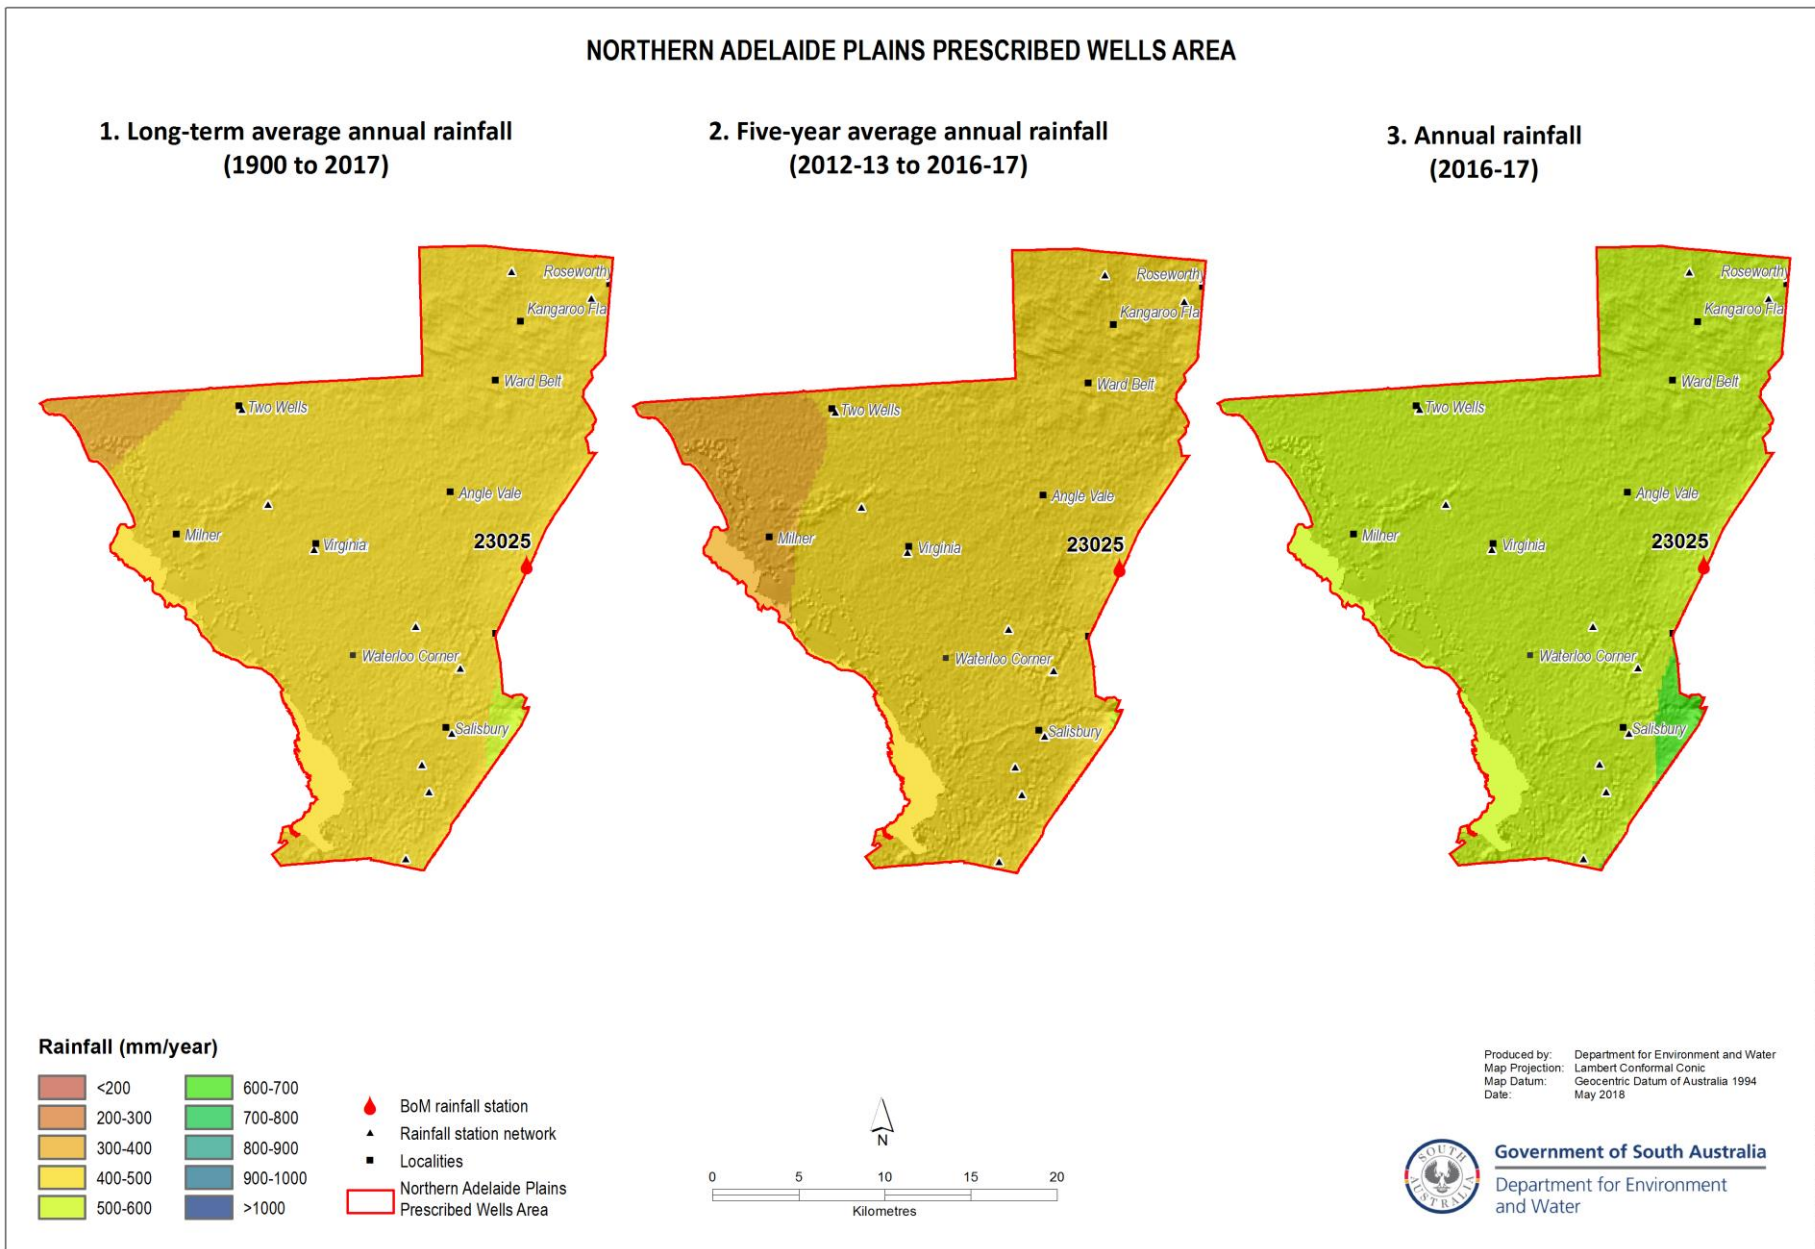 NORTHERN ADELAIDE PLAINS PRESCRIBED WELLS AREA
1. Long-term average annual rainfall
(1900 to 2017)
2. Five-year average annual rainfall
(2012-13 to 2016-17)
3. Annual rainfall
(2016-17)
Roseworthy
Kangaroo Fla
Ward Belt
Two Wells
Angle Vale
Milner
Virginia
23025
Waterloo Corner
Salisbury
Roseworthy
Kangaroo Fla
Ward Belt
Two Wells
Angle Vale
Milner
Virginia
23025
Waterloo Corner
Salisbury
Roseworthy
Kangaroo Fla
Ward Belt
Two Wells
Angle Vale
Milner
Virginia
23025
Waterloo Corner
Salisbury
Rainfall (mm/year)
<200
200-300
300-400
400-500
500-600
600-700
700-800
800-900
900-1000
>1000
BoM rainfall station
Rainfall station network
Localities
Northern Adelaide Plains
Prescribed Wells Area
N
0 5 10 15 20
Kilometres
Produced by: Department for Environment and Water
Map Projection: Lambert Conformal Conic
Map Datum: Geocentric Datum of Australia 1994
Date: May 2018
SOUTH AUSTRALIA
Government of South Australia
Department for Environment
and Water